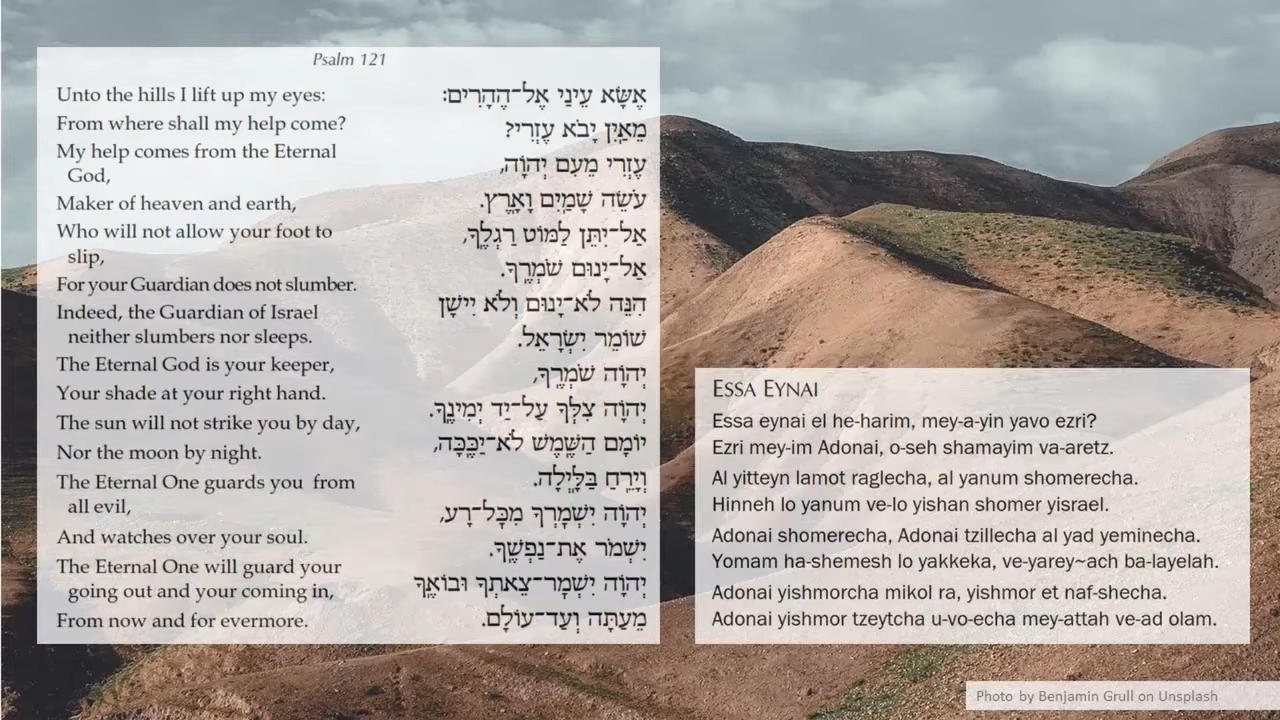 Psalm 121
Unto the hills I lift up my eyes:
From where shall my help come?
My help comes from the Eternal
God,
Maker of heaven and earth,
Who will not allow your foot to
slip,
For your Guardian does not slumber.
Indeed, the Guardian of Israel
neither slumbers nor sleeps.
The Eternal God is your keeper,
Your shade at your right hand.
The sun will not strike you by day,
Nor the moon by night.
The Eternal One guards you from
all evil,
And watches over your soul.
The Eternal One will guard your
going out and your coming in,
From now and for evermore.
אֶשָּׂא עֵינַי אֶל־הֶהָרִים:
מֵאַיִן יָבֹא עֶזְרִי?
עֶזְרִי מֵעִם יְהֹוָה,
עֹשֵׂה שָׁמַיִם וָאָרֶץ.
אַל־יִתֵּן לַמּוֹט רַגְלֶךָ,
אַל־יָנוּם שֹׁמְרֶךָ.
הִנֵּה לֹא־יָנוּם וְלֹא יִישָׁן
שׁוֹמֵר יִשְׂרָאֵל.
יְהֹוָה שֹׁמְרֶךָ,
יְהֹוָה צִלְּךָ עַל־יַד יְמִינֶךָ.
יוֹמָם הַשֶּׁמֶשׁ לֹא־יַכֶּכָּה,
וְיָרֵחַ בַּלָּיְלָה.
יְהֹוָה יִשְׁמָרְךָ מִכָּל־רָע,
יִשְׁמֹר אֶת־נַפְשֶׁךָ.
יְהֹוָה יִשְׁמָר־צֵאתְךָ וּבוֹאֶךָ
מֵעַתָּה וְעַד־עוֹלָם.
ESSA EYNAI
Essa eynai el he-harim, mey-a-yin yavo ezri?
Ezri mey-im Adonai, o-seh shamayim va-aretz.
Al yitteyn lamot raglecha, al yanum shomerecha.
Hinneh lo yanum ve-lo yishan shomer yisrael.
Adonai shomerecha, Adonai tzillecha al yad yeminecha.
Yomam ha-shemesh lo yakkeka, ve-yarey~ach ba-layelah.
Adonai yishmorcha mikol ra, yishmor et naf-shecha.
Adonai yishmor tzeytcha u-vo-echa mey-attah ve-ad olam.
Photo by Benjamin Grull on Unsplash